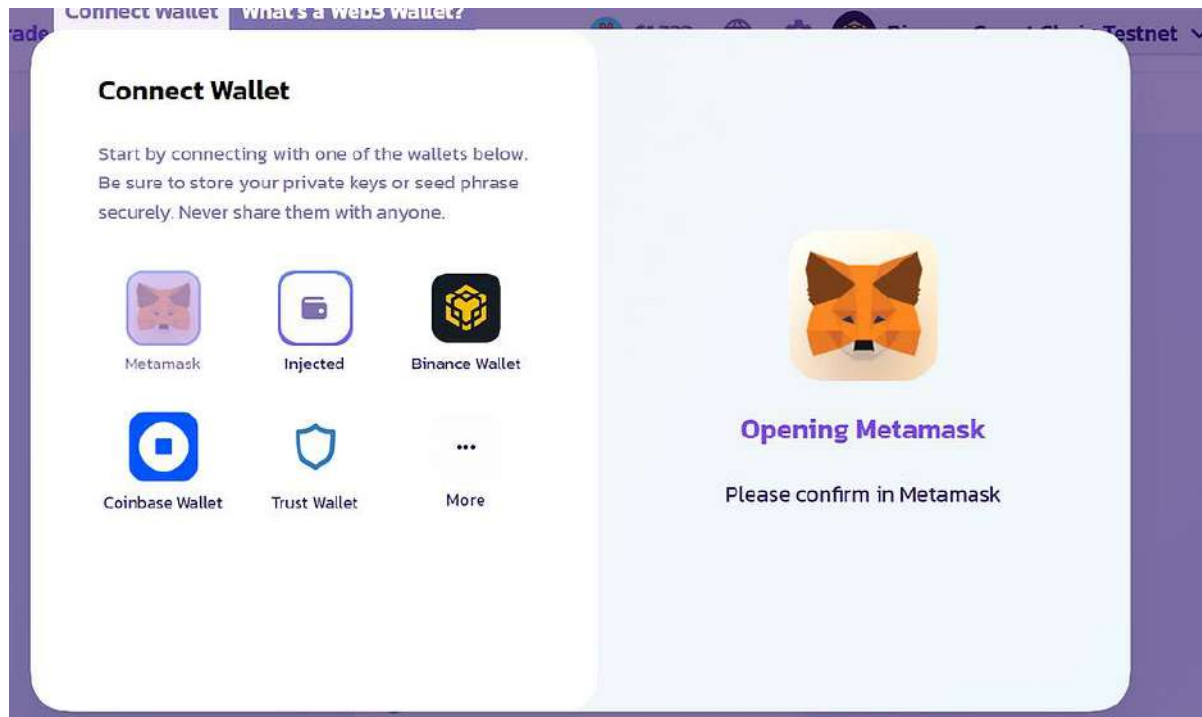 Connect Wallet What's a Web3 Wallet?
$1.733
Testnet
Connect Wallet
Start by connecting with one of the wallets below.
Be sure to store your private keys or seed phrase
securely. Never share them with anyone.
Metamask Injected Binance Wallet
Coinbase Wallet Trust Wallet More
Opening Metamask
Please confirm in Metamask